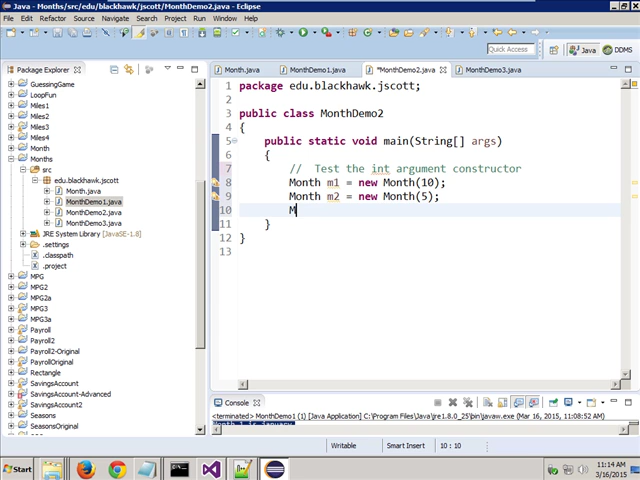 Java - Months/src/edu/blackhawk/jscott/MonthDemo2.java - Eclipse
File Edit Refactor Source Navigate Search Project Run Window Help
Quick Access
Java
DDMS
Package Explorer
GuessingGame
LoopFun
Miles1
Miles2
Miles3
Miles4
Month
Months
src
edu.blackhawk.jscott
Month.java
MonthDemo1.java
MonthDemo2.java
MonthDemo3.java
JRE System Library [JavaSE-1.8]
.settings
.classpath
.project
MPG
MPG2
MPG2a
MPG3
MPG3a
Payroll
Payroll2
Payroll2-Original
PayrollOriginal
Rectangle
SavingsAccount
SavingsAccount-Advanced
SavingsAccount2
Seasons
SeasonsOriginal
Month.java
MonthDemo1.java
*MonthDemo2.java
MonthDemo3.java
1 package edu.blackhawk.jscott;
2
3 public class MonthDemo2
4 {
5 public static void main(String[] args)
6 {
7 // Test the int argument constructor
8 Month m1 = new Month(10);
9 Month m2 = new Month(5);
10 M
11 }
12 }
13
Console
<terminated> MonthDemo1 [Java Application] C:\Program Files\Java\jre1.8.0_25\bin\javaw.exe (Mar 16, 2015, 11:08:52 AM)
Month 1 is january
Writable
Smart Insert
10 : 10
Start
11:14 AM
3/16/2015